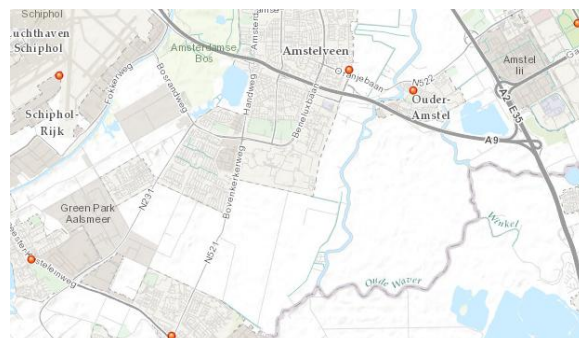 Schiphol
Luchthaven
Schiphol
Schiphol-
Rijk
Fokkerweg
Bosrandweg
Amsterdamse
Bos
Handweg
Amstelveen
Oranjebaan
Beneluxbaan
N522
Ouder-
Amstel
Amstel
Iii
A2-E35
A9
Green Park
Aalsmeer
N231
Bovenkerkerweg
N521
Oude Waver
Winkel